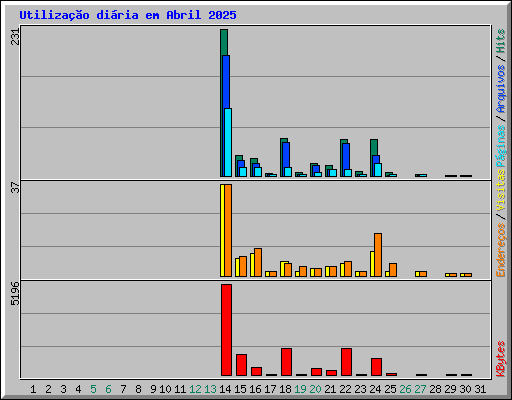 Utilização diária em Abril 2025
231
37
5196
Endereços / Visitas Páginas / Arquivos / Hits
KBytes
1 2 3 4 5 6 7 8 9 10 11 12 13 14 15 16 17 18 19 20 21 22 23 24 25 26 27 28 29 30 31